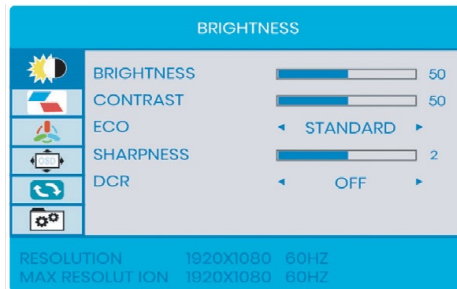 BRIGHTNESS
BRIGHTNESS 50
CONTRAST 50
ECO STANDARD
SHARPNESS 2
DCR OFF
OSD
RESOLUTION 1920X1080 60HZ
MAX RESOLUT ION 1920X1080 60HZ